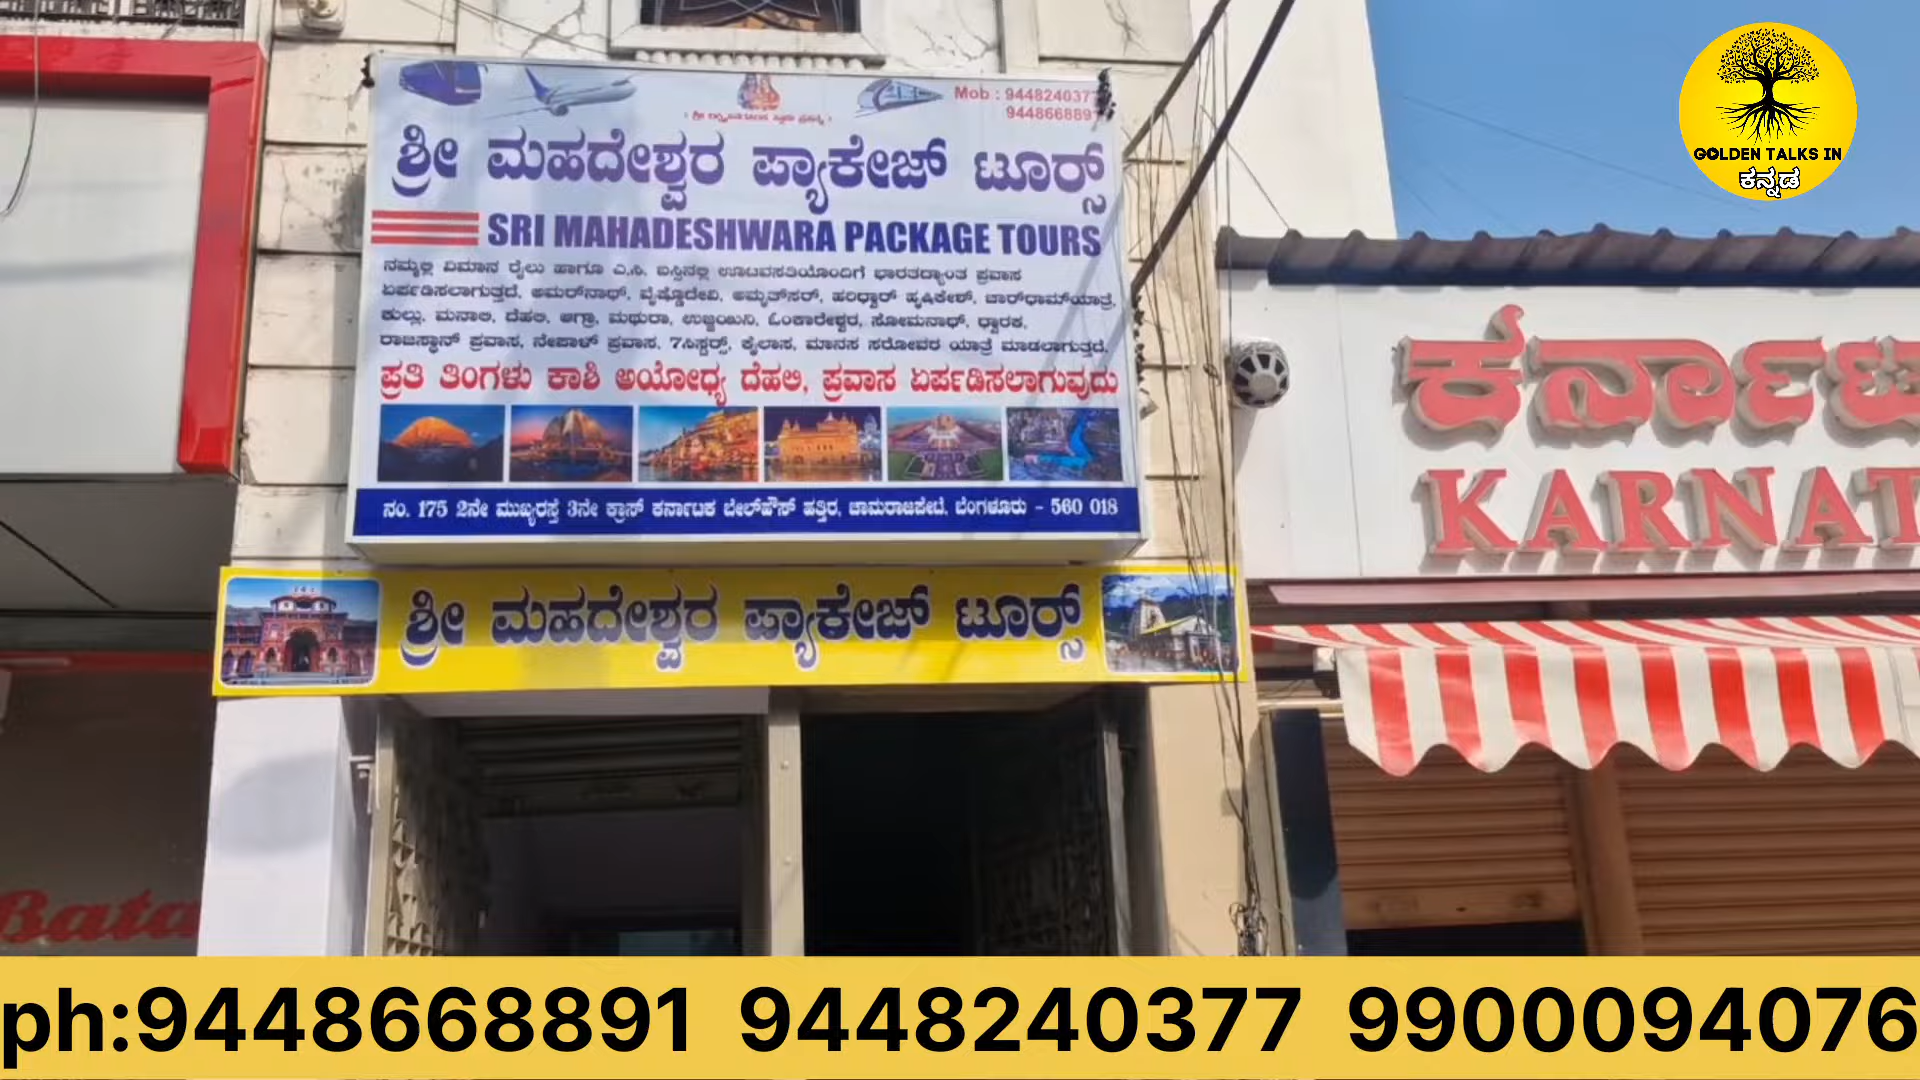 GOLDEN TALKS IN
ಕನ್ನಡ
Mob : 9448240377
944866889
ಶ್ರೀ ಮಹದೇಶ್ವರ ಪ್ಯಾಕೇಜ್ ಟೂರ್ಸ್
SRI MAHADESHWARA PACKAGE TOURS
ನಮ್ಮಲ್ಲಿ ವಿಮಾನ ರೈಲು ಹಾಗೂ ಎ.ಸಿ. ಬಸ್ಸಿನಲ್ಲಿ ಊಟವಸತಿಯೊಂದಿಗೆ ಭಾರತದ್ಯಾಂತ ಪ್ರವಾಸ
ಏರ್ಪಡಿಸಲಾಗುತ್ತದೆ, ಅಮರ್‌ನಾಥ್, ವೈಷ್ಣೊದೇವಿ, ಅಮೃತ್‌ಸರ್, ಹರಿಧ್ವಾರ್ ಹೃಷಿಕೇಶ್, ಚಾರ್‌ಧಾಮ್‌ಯಾತ್ರೆ,
ಕುಲ್ಲು, ಮನಾಲಿ, ದೆಹಲಿ, ಆಗ್ರಾ, ಮಥುರಾ, ಉಜ್ಜಯಿನಿ, ಓಂಕಾರೇಶ್ವರ, ಸೋಮನಾಥ್, ಧ್ವಾರಕ,
ರಾಜಸ್ಥಾನ್ ಪ್ರವಾಸ, ನೇಪಾಳ್ ಪ್ರವಾಸ, 7ಸಿಸ್ಟರ್ಸ್, ಕೈಲಾಸ, ಮಾನಸ ಸರೋವರ ಯಾತ್ರೆ ಮಾಡಲಾಗುತ್ತದೆ.
ಪ್ರತಿ ತಿಂಗಳು ಕಾಶಿ ಅಯೋಧ್ಯ ದೆಹಲಿ, ಪ್ರವಾಸ ಏರ್ಪಡಿಸಲಾಗುವುದು
ನಂ. 175 2ನೇ ಮುಖ್ಯರಸ್ತೆ 3ನೇ ಕ್ರಾಸ್ ಕರ್ನಾಟಕ ಬೇಲ್‌ಹೌಸ್ ಹತ್ತಿರ, ಚಾಮರಾಜಪೇಟೆ, ಬೆಂಗಳೂರು - 560 018
ಶ್ರೀ ಮಹದೇಶ್ವರ ಪ್ಯಾಕೇಜ್ ಟೂರ್ಸ್
ಕರ್ನಾಟ
KARNAT
Bata
ph:9448668891 9448240377 9900094076